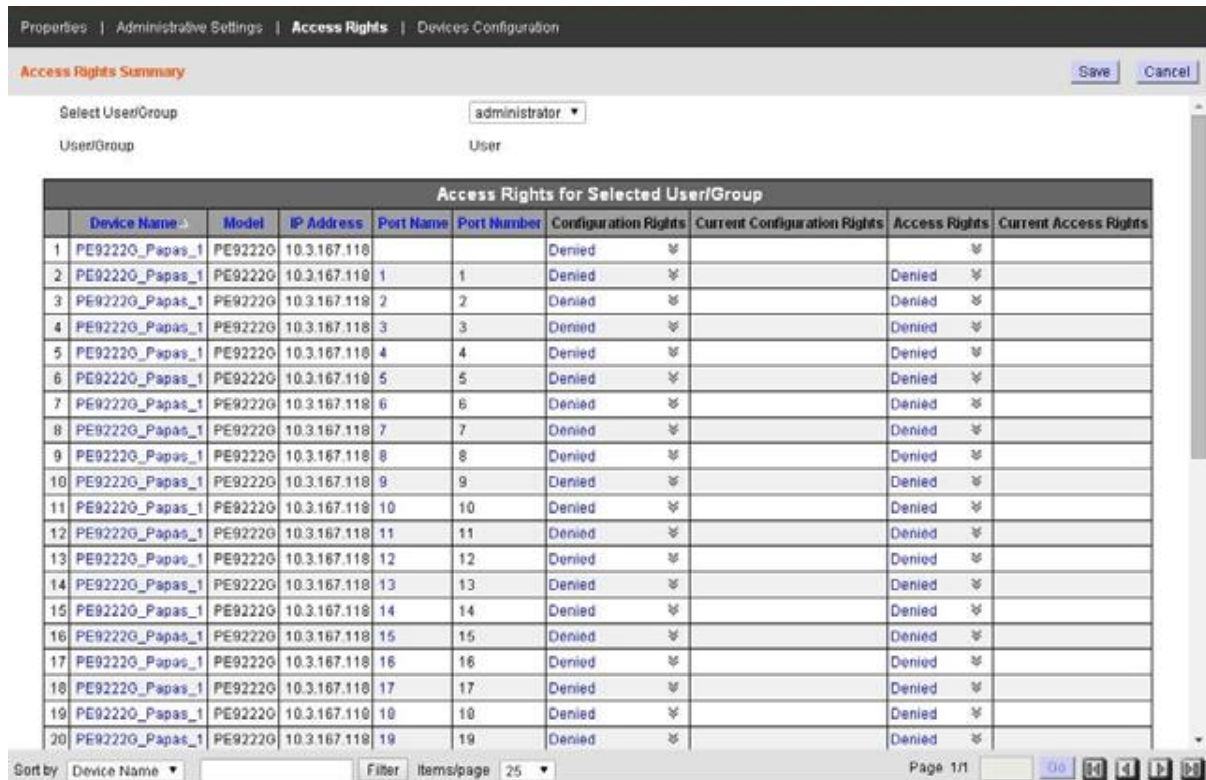 Properties | Administrative Settings | Access Rights | Devices Configuration
Access Rights Summary Save Cancel
Select User/Group administrator
User/Group User
Access Rights for Selected User/Group
Device Name Model IP Address Port Name Port Number Configuration Rights Current Configuration Rights Access Rights Current Access Rights
1 PE9222G_Papas_1 PE9222G 10.3.167.118 Denied
2 PE9222G_Papas_1 PE9222G 10.3.167.118 1 1 Denied Denied
3 PE9222G_Papas_1 PE9222G 10.3.167.118 2 2 Denied Denied
4 PE9222G_Papas_1 PE9222G 10.3.167.118 3 3 Denied Denied
5 PE9222G_Papas_1 PE9222G 10.3.167.118 4 4 Denied Denied
6 PE9222G_Papas_1 PE9222G 10.3.167.118 5 5 Denied Denied
7 PE9222G_Papas_1 PE9222G 10.3.167.118 6 6 Denied Denied
8 PE9222G_Papas_1 PE9222G 10.3.167.118 7 7 Denied Denied
9 PE9222G_Papas_1 PE9222G 10.3.167.118 8 8 Denied Denied
10 PE9222G_Papas_1 PE9222G 10.3.167.118 9 9 Denied Denied
11 PE9222G_Papas_1 PE9222G 10.3.167.118 10 10 Denied Denied
12 PE9222G_Papas_1 PE9222G 10.3.167.118 11 11 Denied Denied
13 PE9222G_Papas_1 PE9222G 10.3.167.118 12 12 Denied Denied
14 PE9222G_Papas_1 PE9222G 10.3.167.118 13 13 Denied Denied
15 PE9222G_Papas_1 PE9222G 10.3.167.118 14 14 Denied Denied
16 PE9222G_Papas_1 PE9222G 10.3.167.118 15 15 Denied Denied
17 PE9222G_Papas_1 PE9222G 10.3.167.118 16 16 Denied Denied
18 PE9222G_Papas_1 PE9222G 10.3.167.118 17 17 Denied Denied
19 PE9222G_Papas_1 PE9222G 10.3.167.118 18 18 Denied Denied
20 PE9222G_Papas_1 PE9222G 10.3.167.118 19 19 Denied Denied
Sort by Device Name Filter Items/page 25 Page 1/1 Go